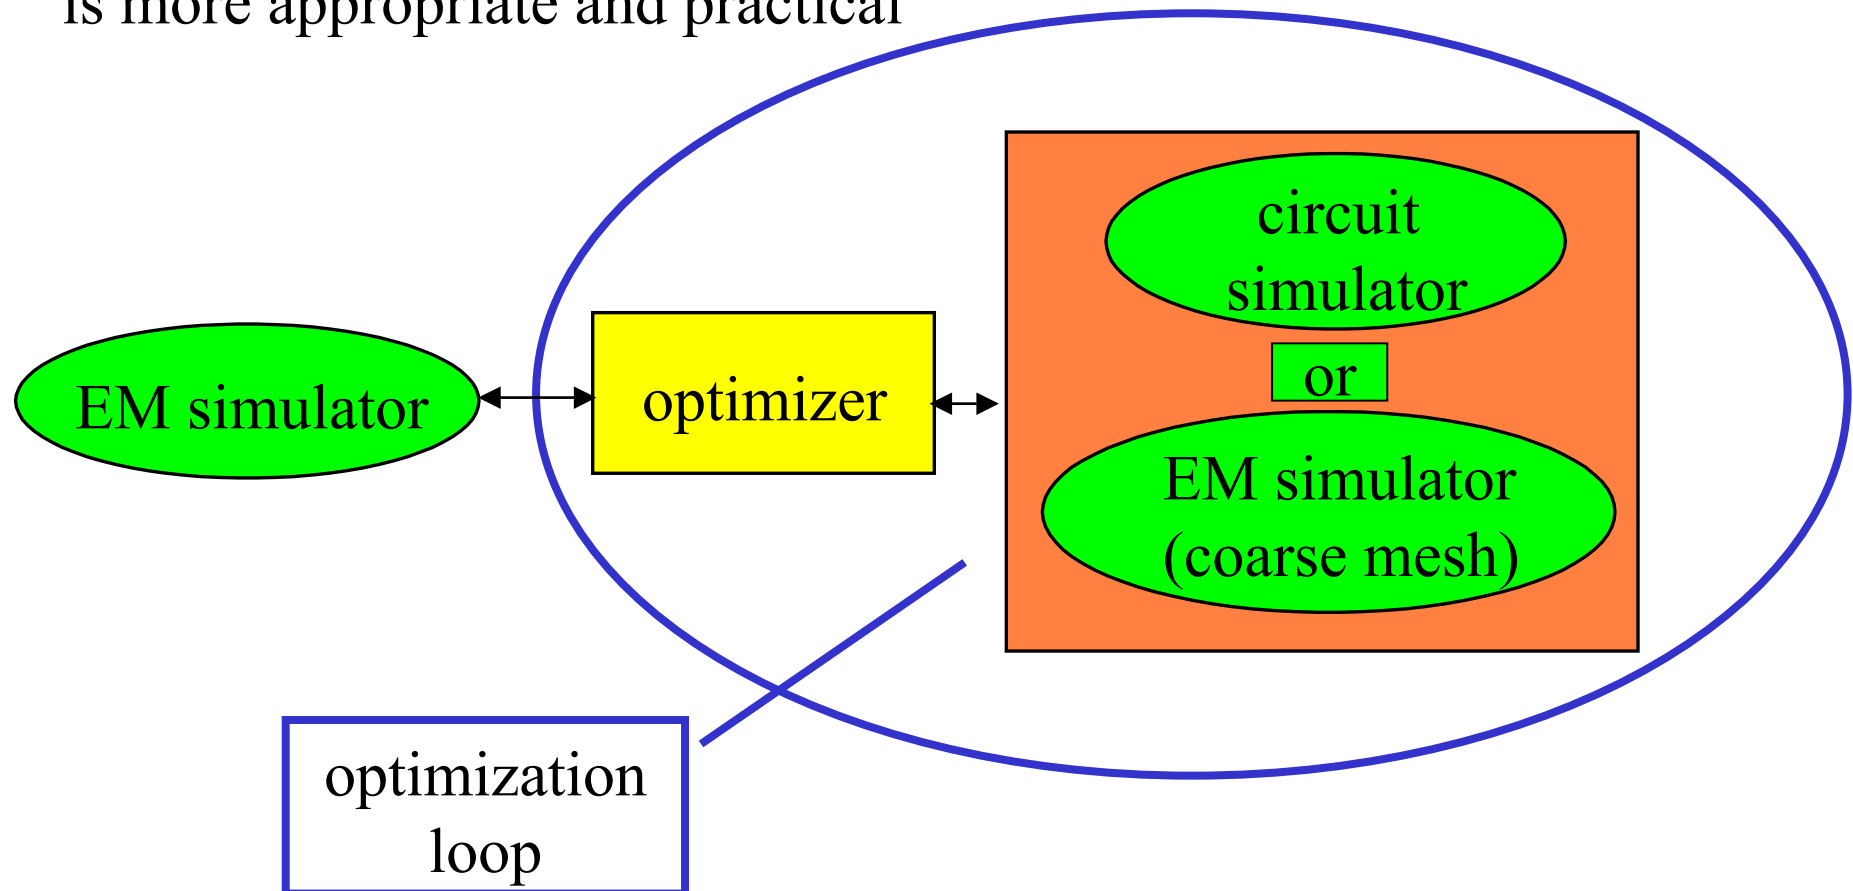 is more appropriate and practical
circuit
simulator
or
EM simulator
optimizer
EM simulator
(coarse mesh)
optimization
loop